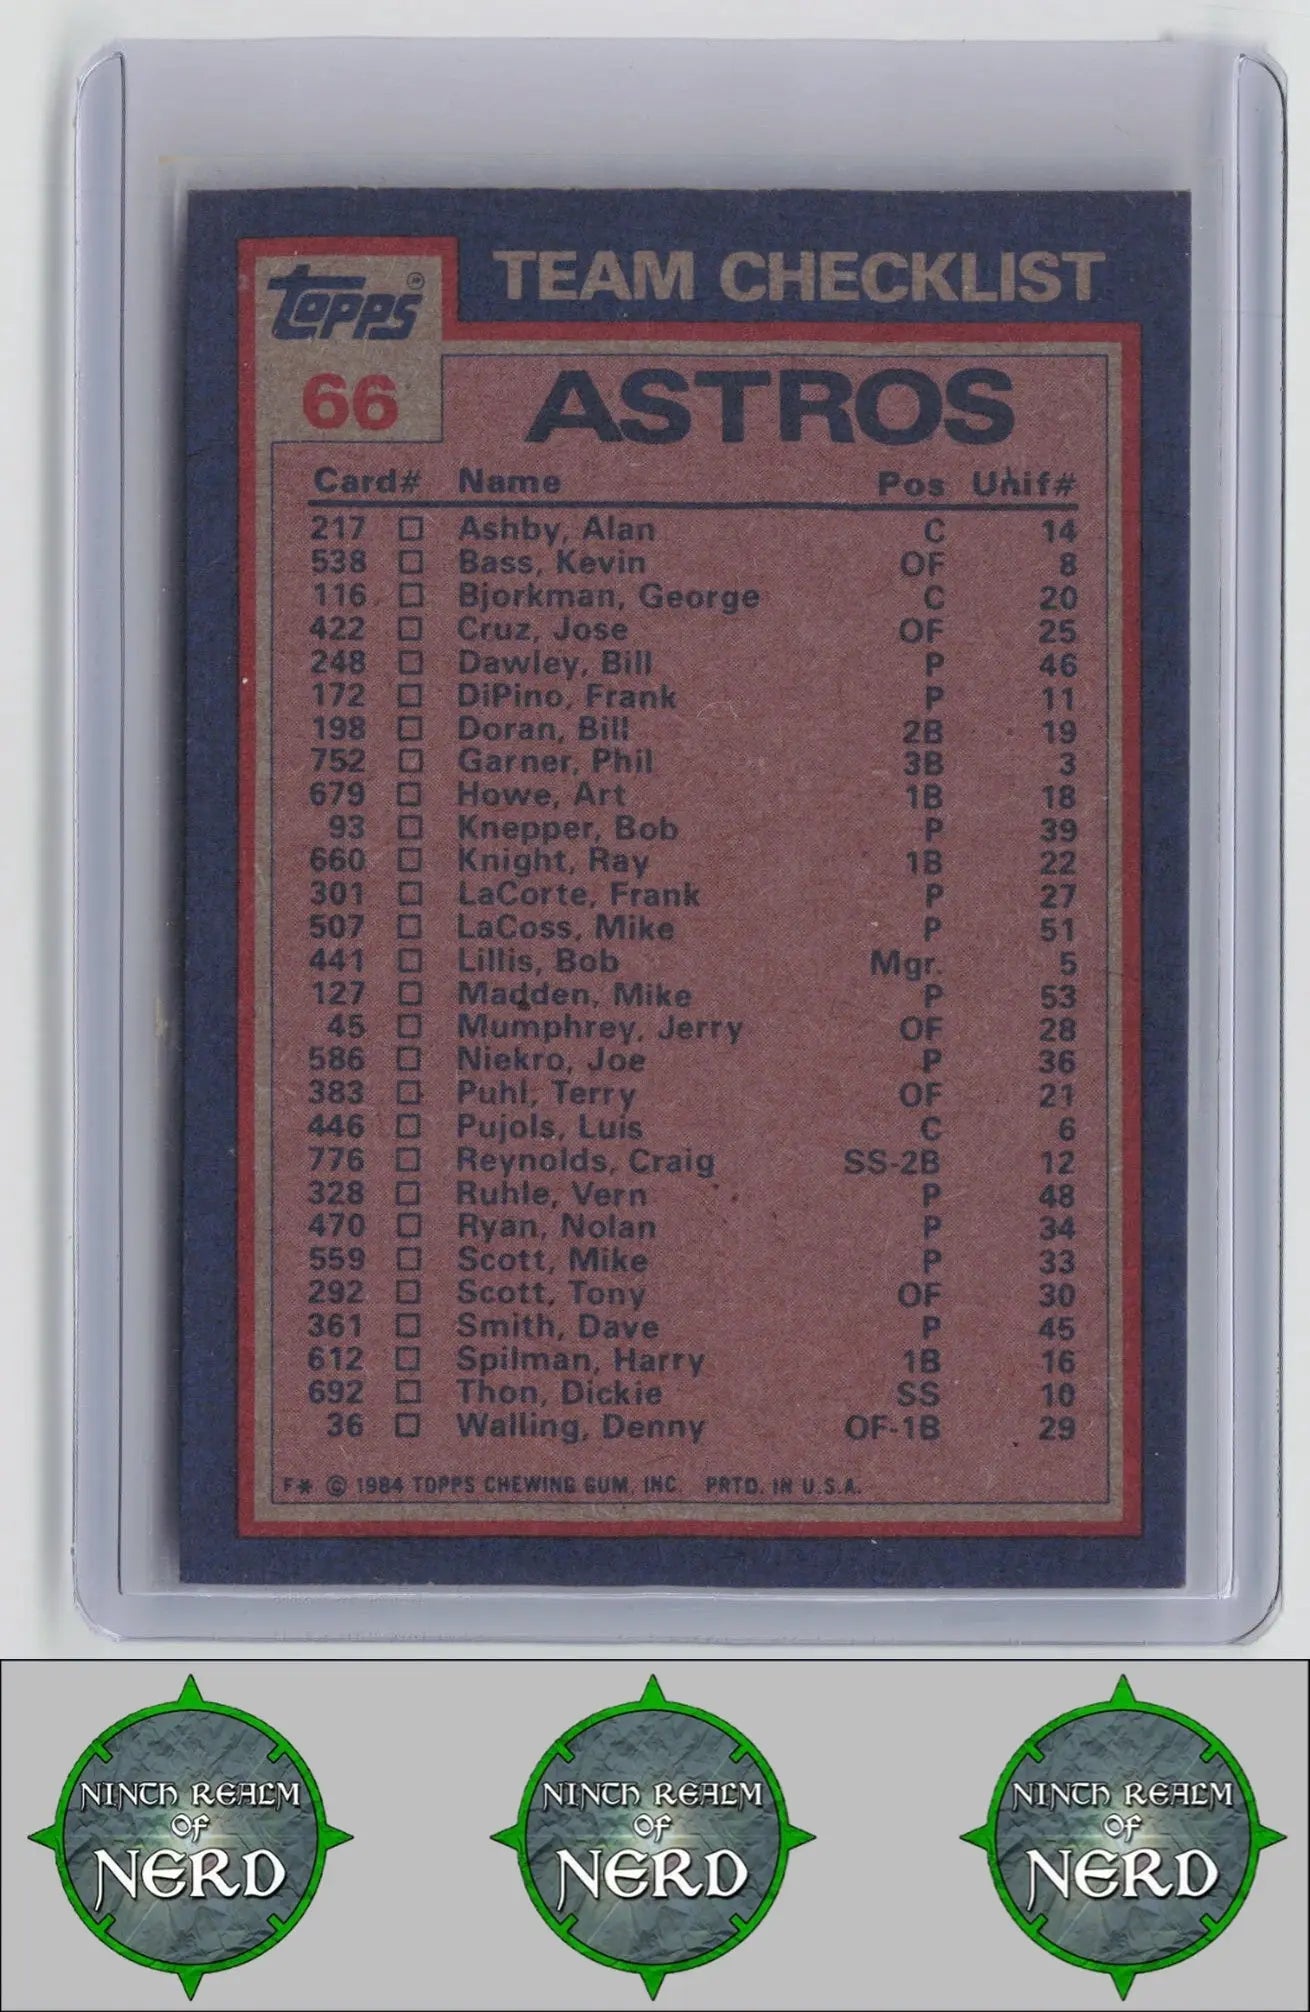 TEAM CHECKLIST
TOPPS®
66
ASTROS
Card# Name Pos Unif#
217 Ashby, Alan C 14
538 Bass, Kevin OF 8
116 Bjorkman, George C 20
422 Cruz, Jose OF 25
248 Dawley, Bill P 46
172 DiPino, Frank P 11
198 Doran, Bill 2B 19
752 Garner, Phil 3B 3
679 Howe, Art 1B 18
93 Knepper, Bob P 39
660 Knight, Ray 1B 22
301 LaCorte, Frank P 27
507 LaCoss, Mike P 51
441 Lillis, Bob Mgr. 5
127 Madden, Mike P 53
45 Mumphrey, Jerry OF 28
586 Niekro, Joe P 36
383 Puhl, Terry OF 21
446 Pujols, Luis C 6
776 Reynolds, Craig SS-2B 12
328 Ruhle, Vern P 48
470 Ryan, Nolan P 34
559 Scott, Mike P 33
292 Scott, Tony OF 30
361 Smith, Dave P 45
612 Spilman, Harry 1B 16
692 Thon, Dickie SS 10
36 Walling, Denny OF-1B 29
F* © 1984 TOPPS CHEWING GUM, INC. PRTD. IN U.S.A.
NINTH REALM
OF
NERD
NINTH REALM
OF
NERD
NINTH REALM
OF
NERD